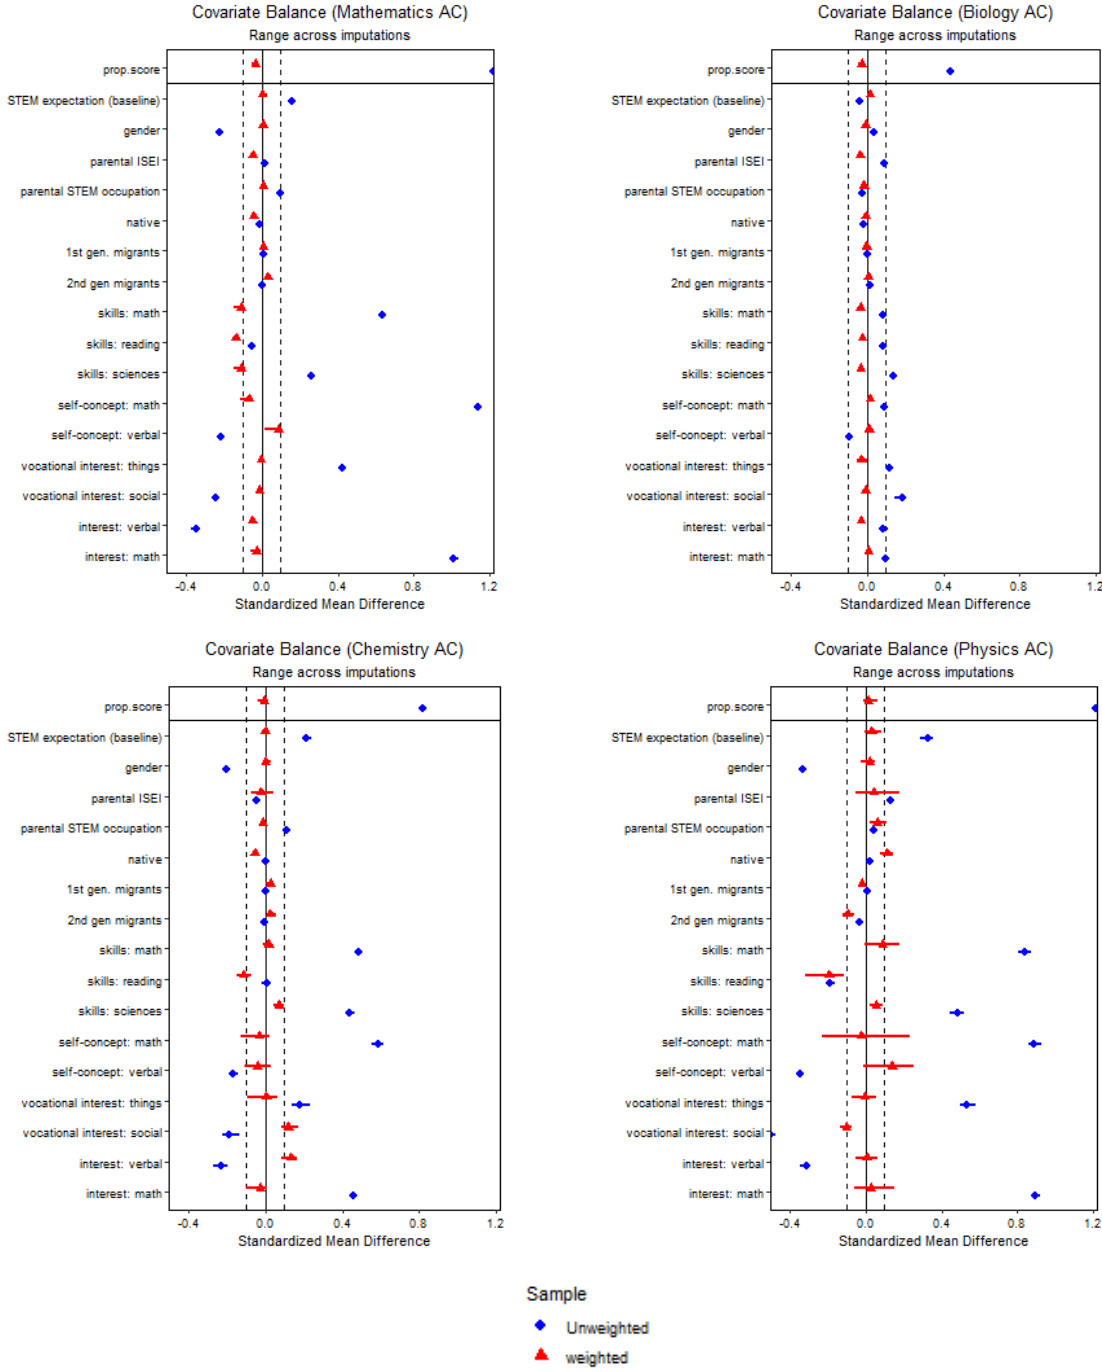 Covariate Balance (Mathematics AC)
Range across imputations
prop.score
STEM expectation (baseline)
gender
parental ISEI
parental STEM occupation
native
1st gen. migrants
2nd gen migrants
skills: math
skills: reading
skills: sciences
self-concept: math
self-concept: verbal
vocational interest: things
vocational interest: social
interest: verbal
interest: math
-0.4 0.0 0.4 0.8 1.2
Standardized Mean Difference
Covariate Balance (Biology AC)
Range across imputations
prop.score
STEM expectation (baseline)
gender
parental ISEI
parental STEM occupation
native
1st gen. migrants
2nd gen migrants
skills: math
skills: reading
skills: sciences
self-concept: math
self-concept: verbal
vocational interest: things
vocational interest: social
interest: verbal
interest: math
-0.4 0.0 0.4 0.8 1.2
Standardized Mean Difference
Covariate Balance (Chemistry AC)
Range across imputations
prop.score
STEM expectation (baseline)
gender
parental ISEI
parental STEM occupation
native
1st gen. migrants
2nd gen migrants
skills: math
skills: reading
skills: sciences
self-concept: math
self-concept: verbal
vocational interest: things
vocational interest: social
interest: verbal
interest: math
-0.4 0.0 0.4 0.8 1.2
Standardized Mean Difference
Covariate Balance (Physics AC)
Range across imputations
prop.score
STEM expectation (baseline)
gender
parental ISEI
parental STEM occupation
native
1st gen. migrants
2nd gen migrants
skills: math
skills: reading
skills: sciences
self-concept: math
self-concept: verbal
vocational interest: things
vocational interest: social
interest: verbal
interest: math
-0.4 0.0 0.4 0.8 1.2
Standardized Mean Difference
Sample
Unweighted
weighted